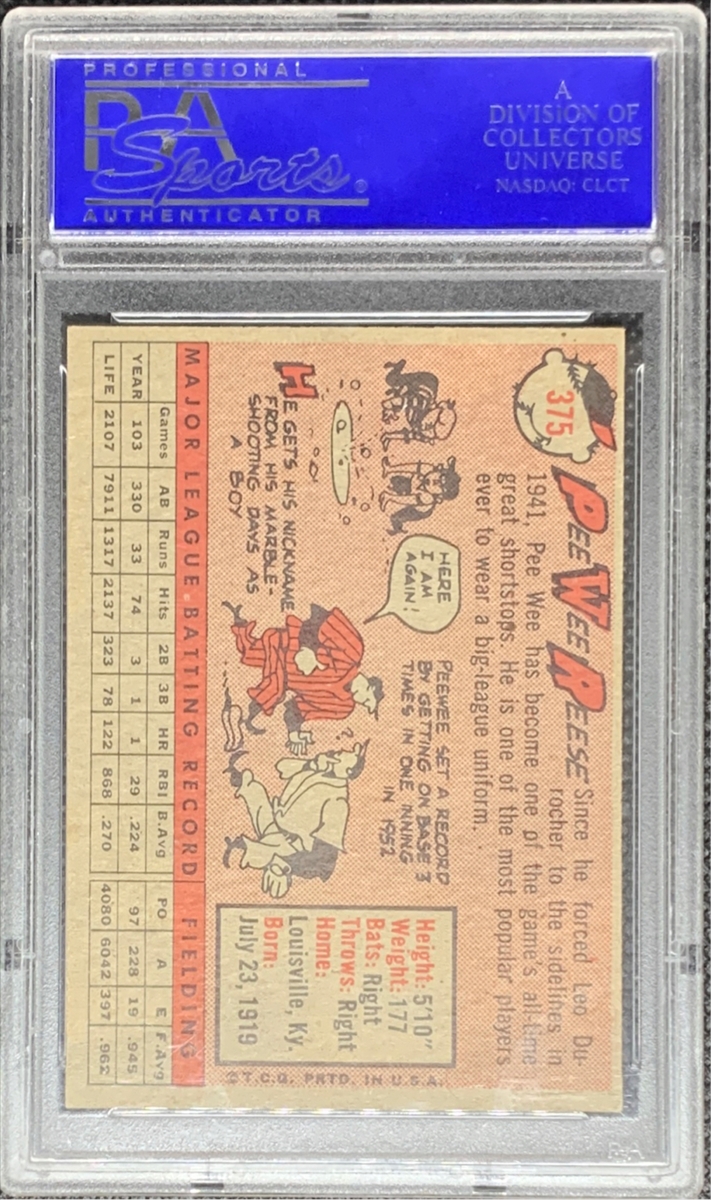 PROFESSIONAL
PSA
Sports®
AUTHENTICATOR
A
DIVISION OF
COLLECTORS
UNIVERSE
NASDAQ: CLCT
375
PEE WEE REESE
Since he forced Leo Du-
rocher to the sidelines in
1941, Pee Wee has become one of the game's all-time
great shortstops. He is one of the most popular players
ever to wear a big-league uniform.
HE GETS HIS NICKNAME
FROM HIS MARBLE-
SHOOTING DAYS AS
A BOY
HERE
I AM
AGAIN!
PEEWEE SET A RECORD
BY GETTING ON BASE 3
TIMES IN ONE INNING
IN 1952
?
Height: 5'10"
Weight: 177
Bats: Right
Throws: Right
Home:
Louisville, Ky.
Born:
July 23, 1919
©T.C.G. PRTD. IN U.S.A.
MAJOR LEAGUE BATTING RECORD FIELDING
Games AB Runs Hits 2B 3B HR RBI B.Avg PO A E F.Avg
YEAR 103 330 33 74 3 1 1 29 .224 97 228 19 .945
LIFE 2107 7911 1317 2137 323 78 122 868 .270 4080 6042 397 .962
PSA